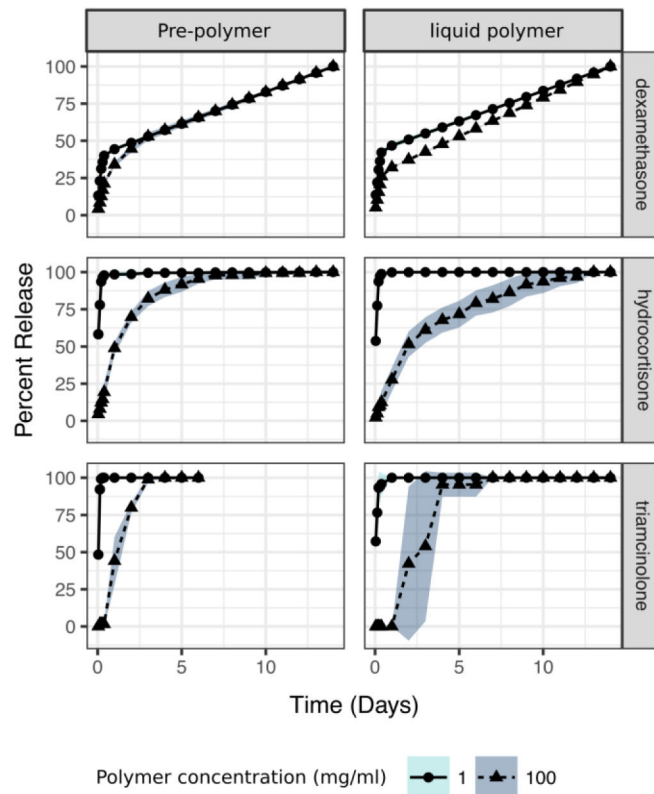 Pre-polymer
liquid polymer
100
75
50
25
0
dexamethasone
100
75
50
25
0
hydrocortisone
100
75
50
25
0
triamcinolone
Percent Release
0 5 10
0 5 10
Time (Days)
Polymer concentration (mg/ml) 1 100